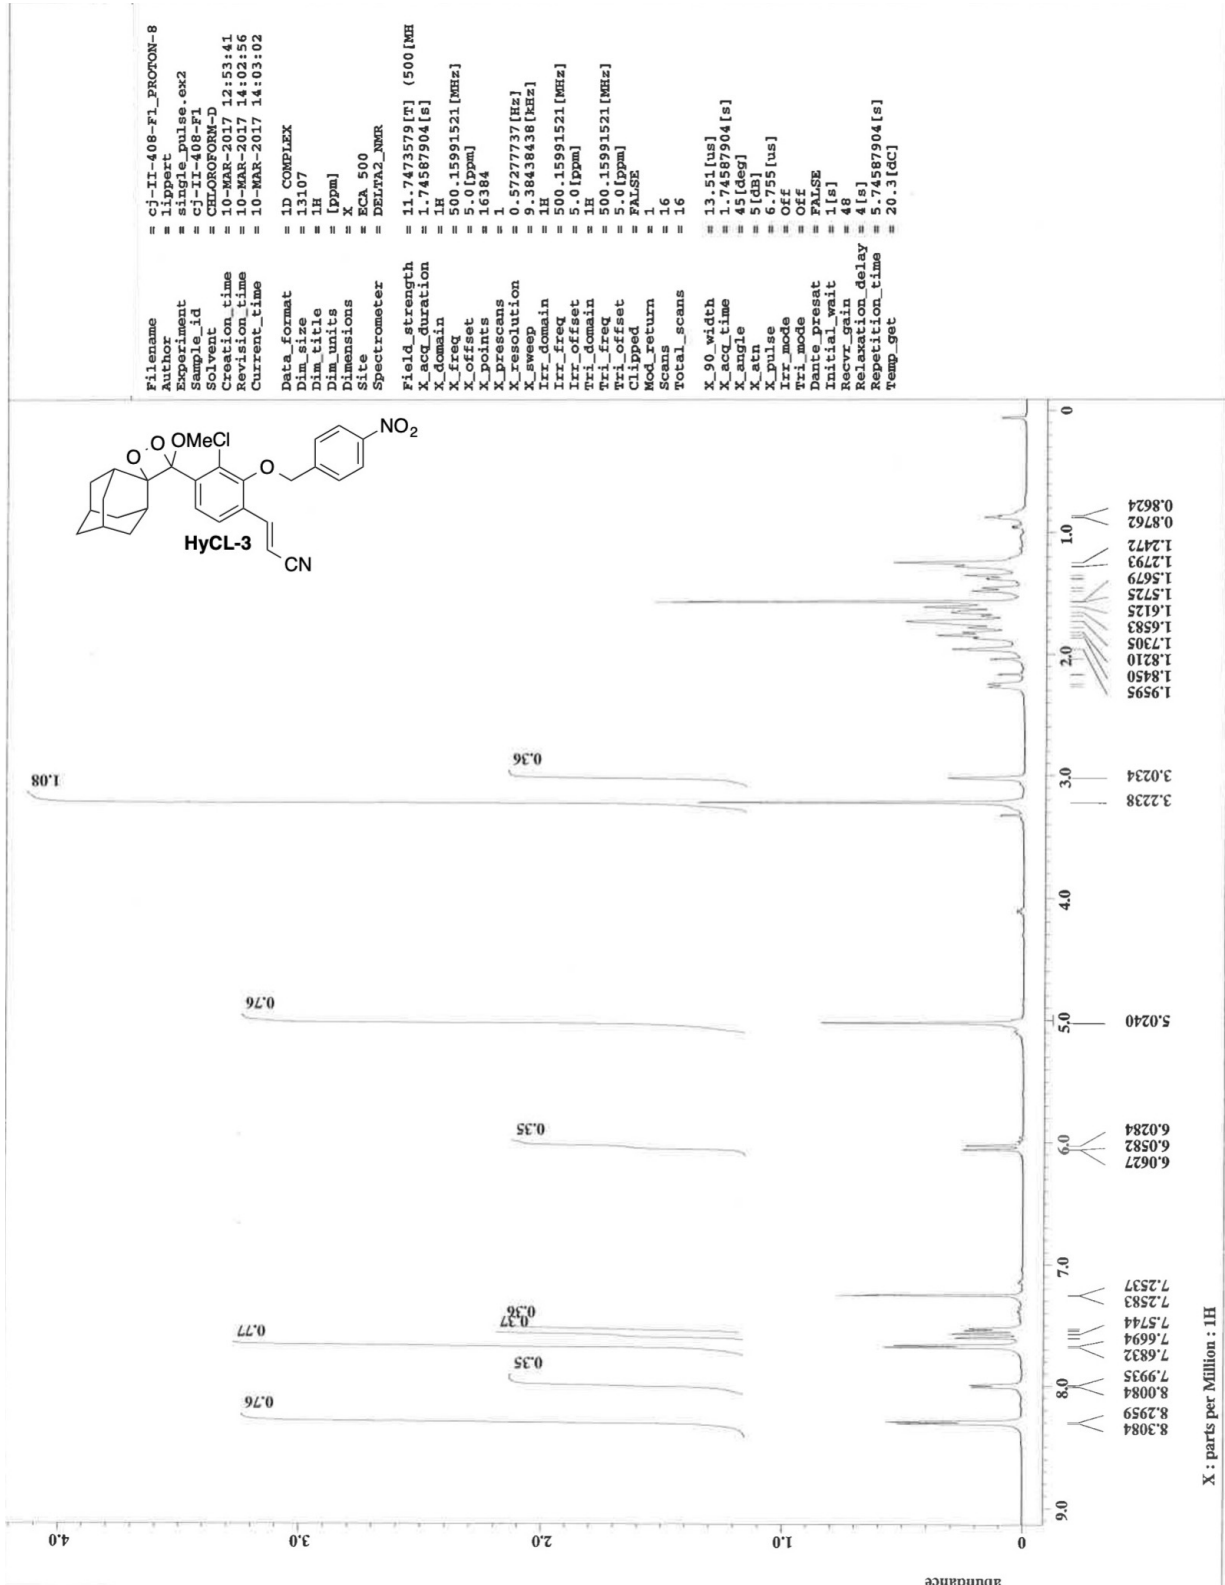 Filename = cj-II-408-F1_PROTON-8
Author = lippert
Experiment = single_pulse.ex2
Sample_id = cj-II-408-F1
Solvent = CHLOROFORM-D
Creation_time = 10-MAR-2017 12:53:41
Revision_time = 10-MAR-2017 14:02:56
Current_time = 10-MAR-2017 14:03:02
Data_format = 1D COMPLEX
Dim_size = 13107
Dim_title = 1H
Dim_units = [ppm]
Dimensions = X
Site = ECA 500
Spectrometer = DELTA2_NMR
Field_strength = 11.7473579[T] (500[MH
X_acq_duration = 1.74587904[s]
X_domain = 1H
X_freq = 500.15991521[MHz]
X_offset = 5.0[ppm]
X_points = 16384
X_prescans = 1
X_resolution = 0.57277737[Hz]
X_sweep = 9.38438438[kHz]
Irr_domain = 1H
Irr_freq = 500.15991521[MHz]
Irr_offset = 5.0[ppm]
Tri_domain = 1H
Tri_freq = 500.15991521[MHz]
Tri_offset = 5.0[ppm]
Clipped = FALSE
Mod_return = 1
Scans = 16
Total_scans = 16
X_90_width = 13.51[us]
X_acq_time = 1.74587904[s]
X_angle = 45[deg]
X_atn = 5[dB]
X_pulse = 6.755[us]
Irr_mode = Off
Tri_mode = Off
Dante_presat = FALSE
Initial_wait = 1[s]
Recvr_gain = 48
Relaxation_delay = 4[s]
Repetition_time = 5.74587904[s]
Temp_get = 20.3[dC]
O O OMe Cl
O
NO2
HyCL-3
CN
1.08
0.36
0.76
0.35
0.36
0.37
0.77
0.35
0.76
0
1.0
2.0
3.0
4.0
5.0
6.0
7.0
8.0
9.0
0.8624
0.8762
1.2472
1.2793
1.5679
1.5725
1.6125
1.6583
1.7305
1.8210
1.8450
1.9595
3.0234
3.2238
5.0240
6.0284
6.0582
6.0627
7.2537
7.2583
7.5744
7.6694
7.6832
7.9935
8.0084
8.2959
8.3084
X : parts per Million : 1H
4.0
3.0
2.0
1.0
0
abundance